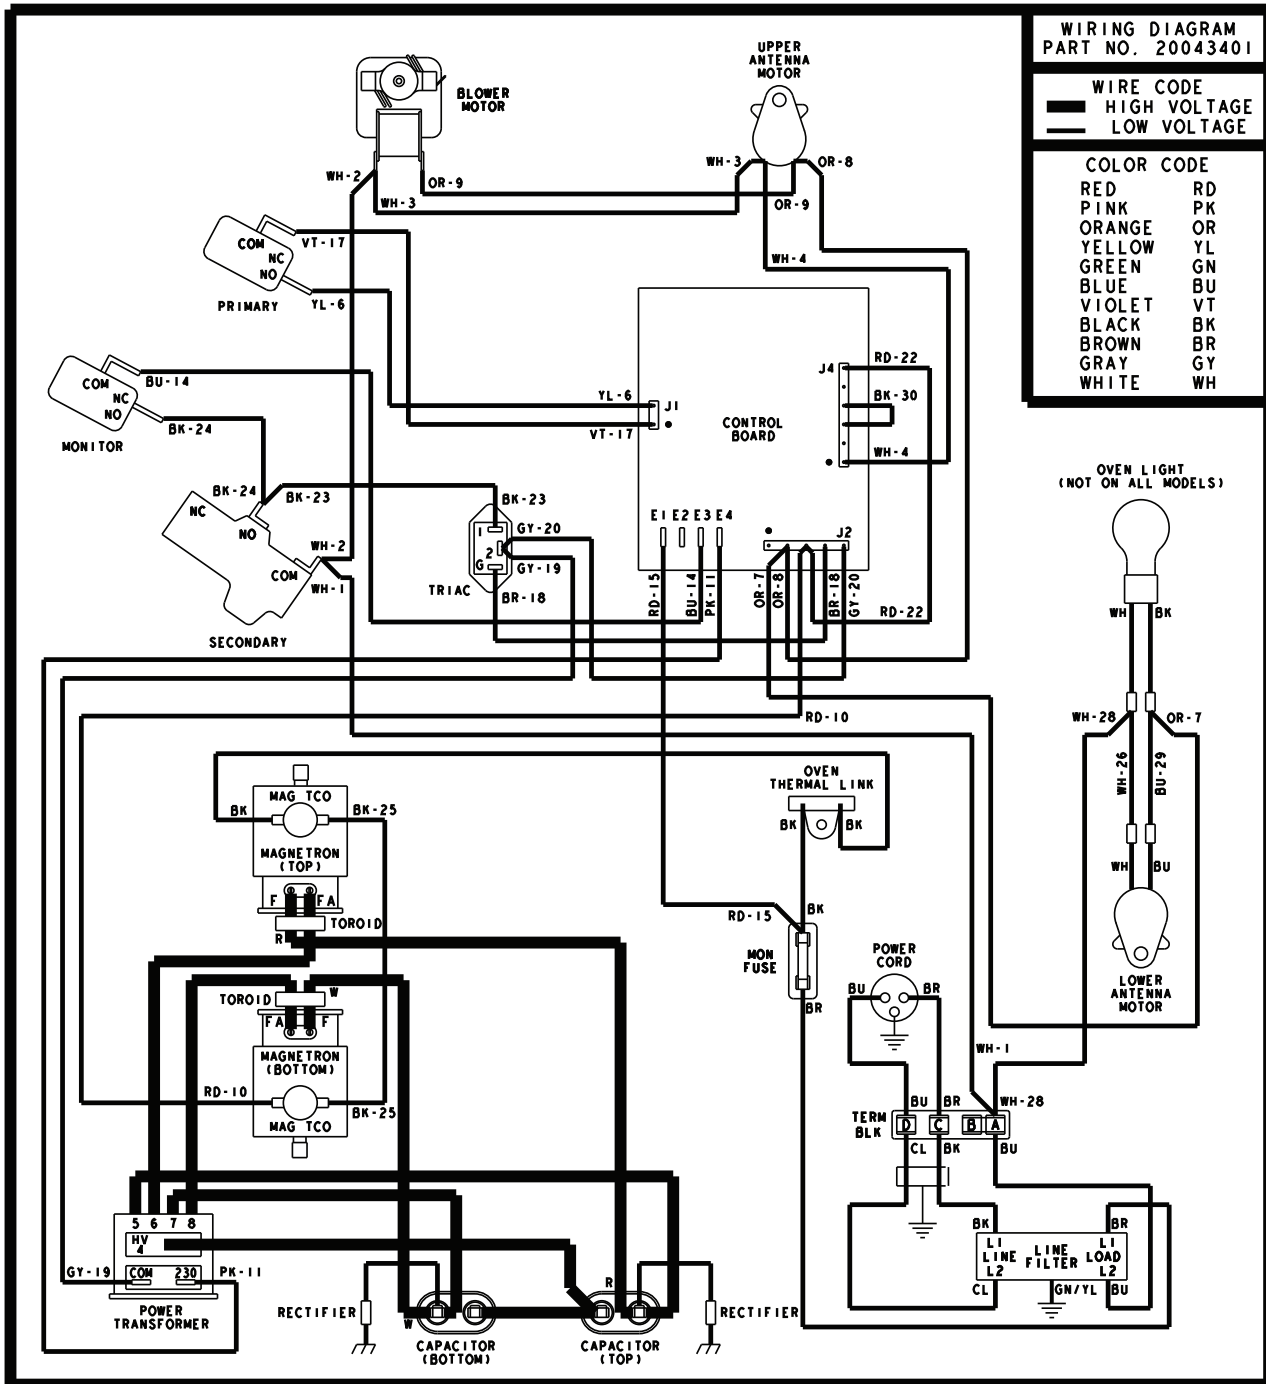 WIRING DIAGRAM
PART NO. 20043401
WIRE CODE
HIGH VOLTAGE
LOW VOLTAGE
COLOR CODE
RED RD
PINK PK
ORANGE OR
YELLOW YL
GREEN GN
BLUE BU
VIOLET VT
BLACK BK
BROWN BR
GRAY GY
WHITE WH
UPPER
ANTENNA
MOTOR
BLOWER
MOTOR
WH-2
OR-9
WH-3
WH-3
OR-8
OR-9
WH-4
COM
NC
NO
VT-17
YL-6
PRIMARY
COM
NC
NO
BU-14
BK-24
MONITOR
YL-6
J1
VT-17
CONTROL
BOARD
J4
RD-22
BK-30
WH-4
E1 E2 E3 E4
J2
RD-15
BU-14
PK-11
OR-7
OR-8
BR-18
GY-20
RD-22
BK-24
BK-23
NC
NO
COM
WH-2
WH-1
SECONDARY
BK-23
1
2
G
GY-20
GY-19
TRIAC
BR-18
RD-10
OVEN LIGHT
(NOT ON ALL MODELS)
WH BK
WH-28
OR-7
WH-26
BU-29
WH BU
LOWER
ANTENNA
MOTOR
MAG TCO
BK
BK-25
MAGNETRON
(TOP)
F FA
TOROID
R
TOROID
W
FA F
MAGNETRON
(BOTTOM)
RD-10
BK-25
MAG TCO
OVEN
THERMAL LINK
BK BK
RD-15
BK
MON
FUSE
BR
POWER
CORD
BU BR
WH-1
BU BR WH-28
TERM
BLK
D C B A
CL BK BU
BK BR
L1 L1
LINE LINE LOAD
FILTER
L2 L2
CL GN/YL BU
5 6 7 8
HV
4
GY-19
COM 230
PK-11
POWER
TRANSFORMER
RECTIFIER
W
CAPACITOR
(BOTTOM)
R
CAPACITOR
(TOP)
RECTIFIER